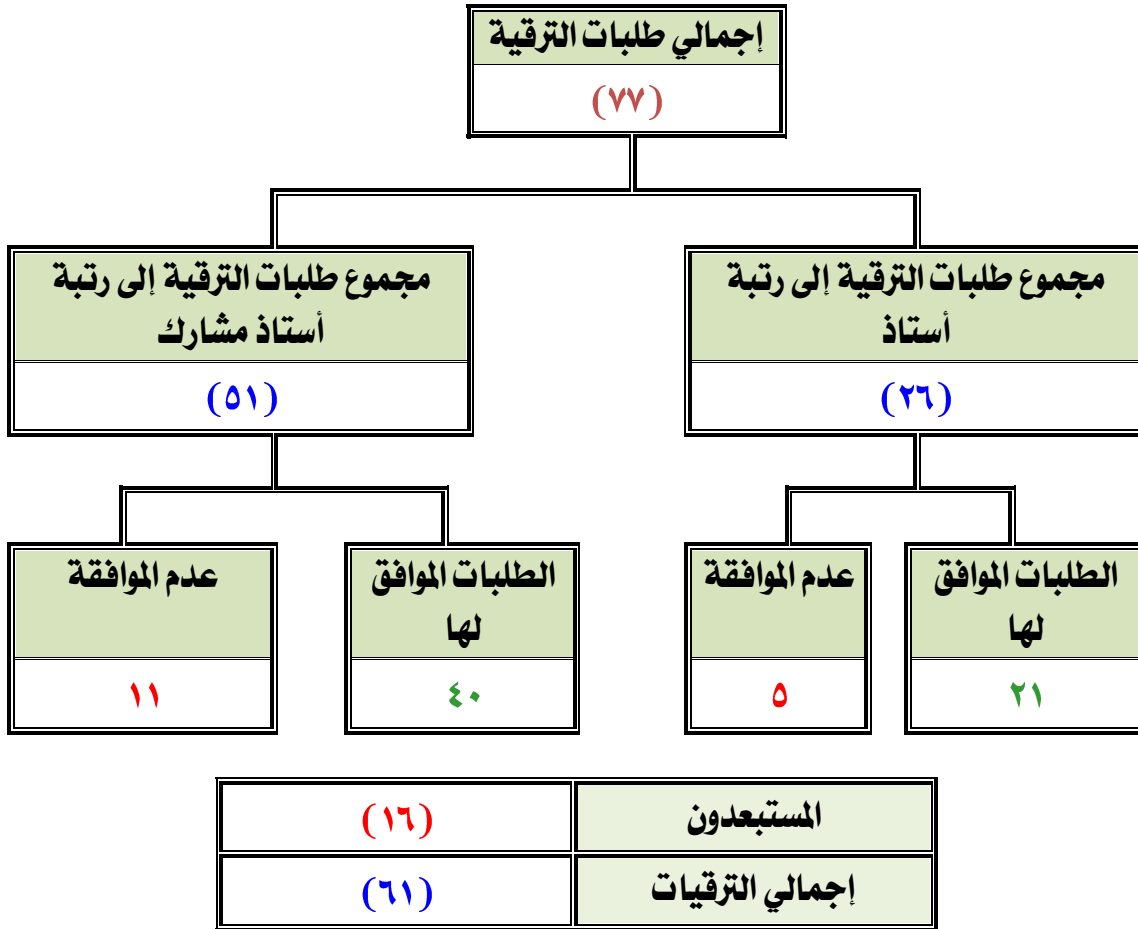 إجمالي طلبات الترقية
(٧٧)
مجموع طلبات الترقية إلى رتبة
أستاذ
(٢٦)
مجموع طلبات الترقية إلى رتبة
أستاذ مشارك
(٥١)
الطلبات الموافق
لها
٢١
عدم الموافقة
٥
الطلبات الموافق
لها
٤٠
عدم الموافقة
١١
المستبعدون (١٦)
إجمالي الترقيات (٦١)